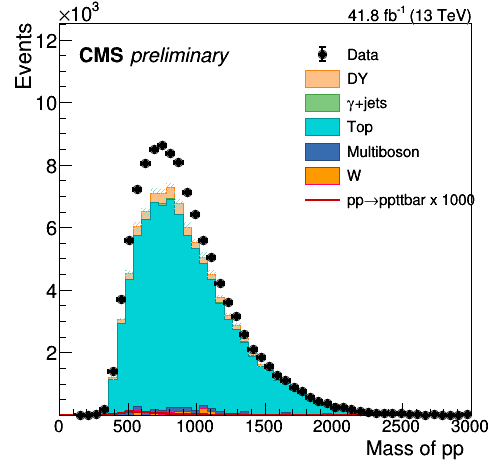 ×10³
41.8 fb⁻¹ (13 TeV)
Events
CMS preliminary
Data
DY
γ+jets
Top
Multiboson
W
pp→ppttbar x 1000
12
10
8
6
4
2
0
0 500 1000 1500 2000 2500 3000
Mass of pp